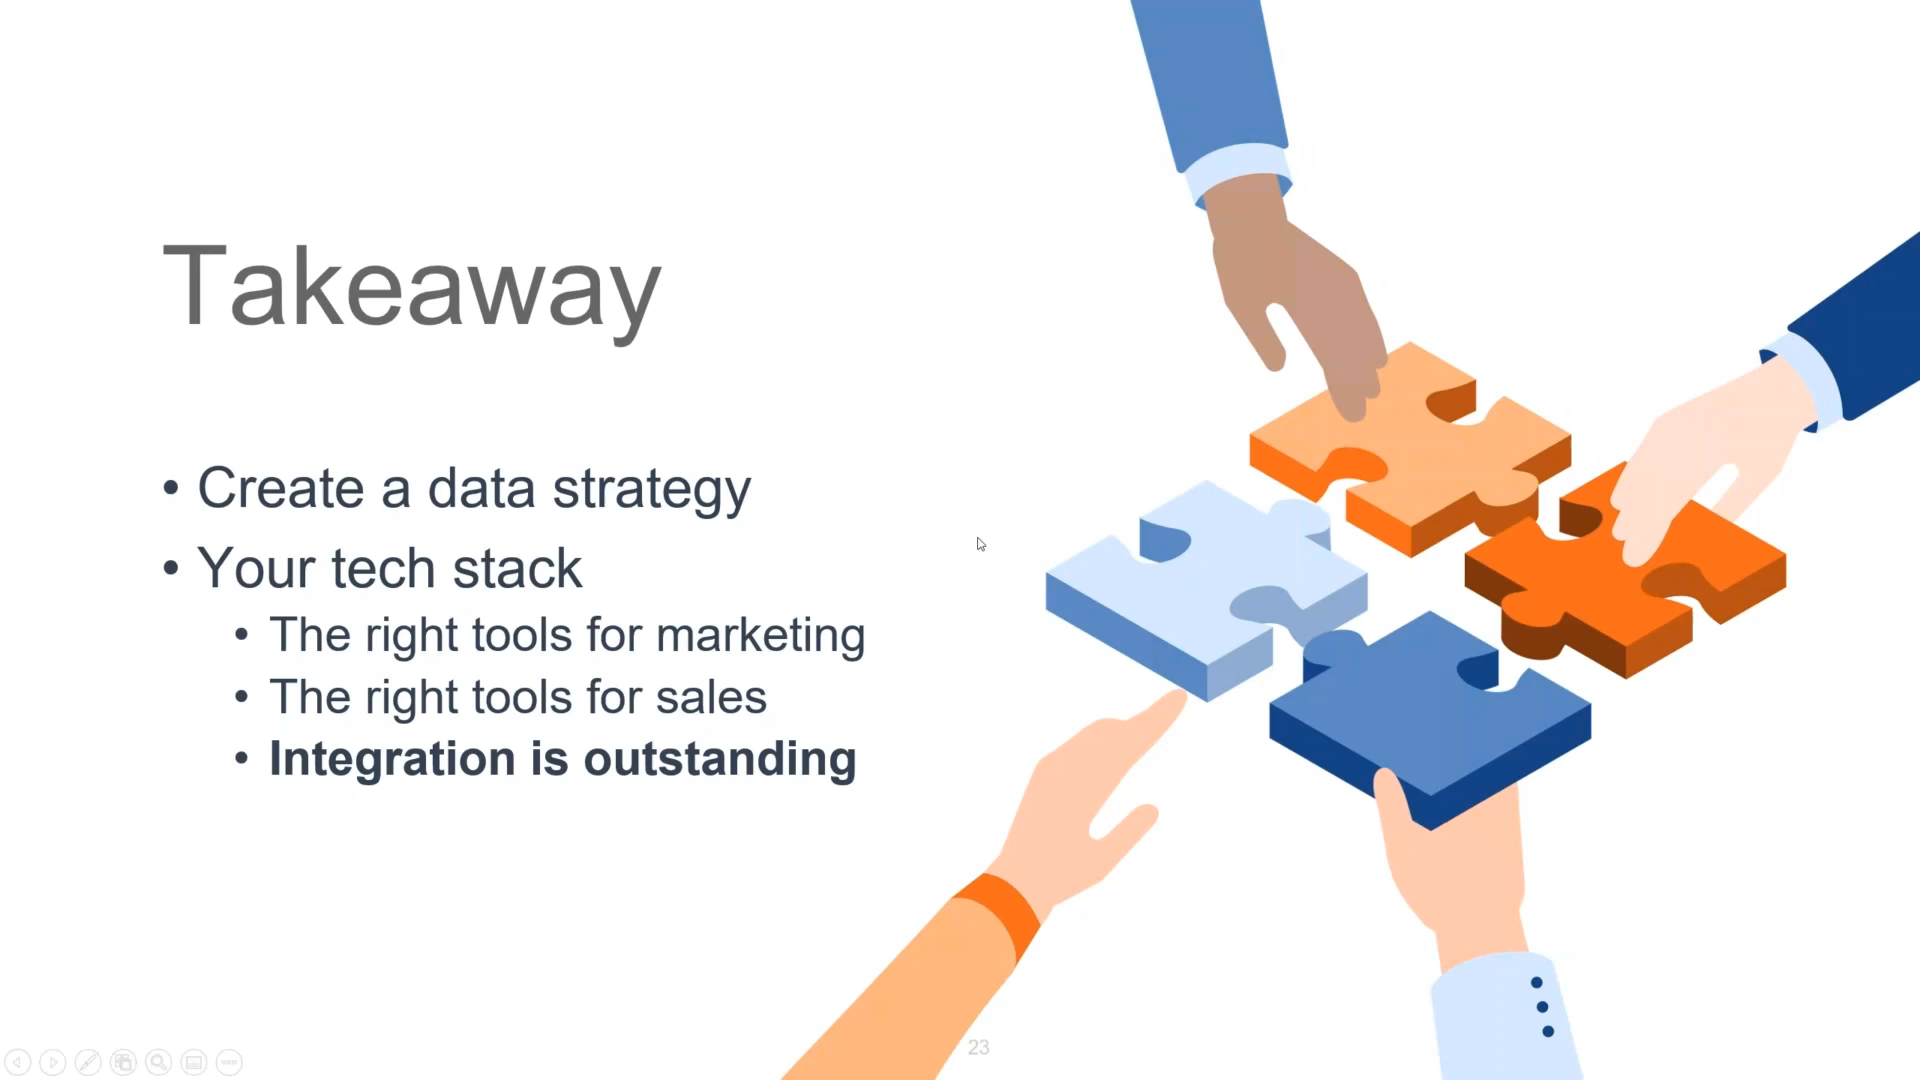 Takeaway
• Create a data strategy
• Your tech stack
• The right tools for marketing
• The right tools for sales
• Integration is outstanding
23